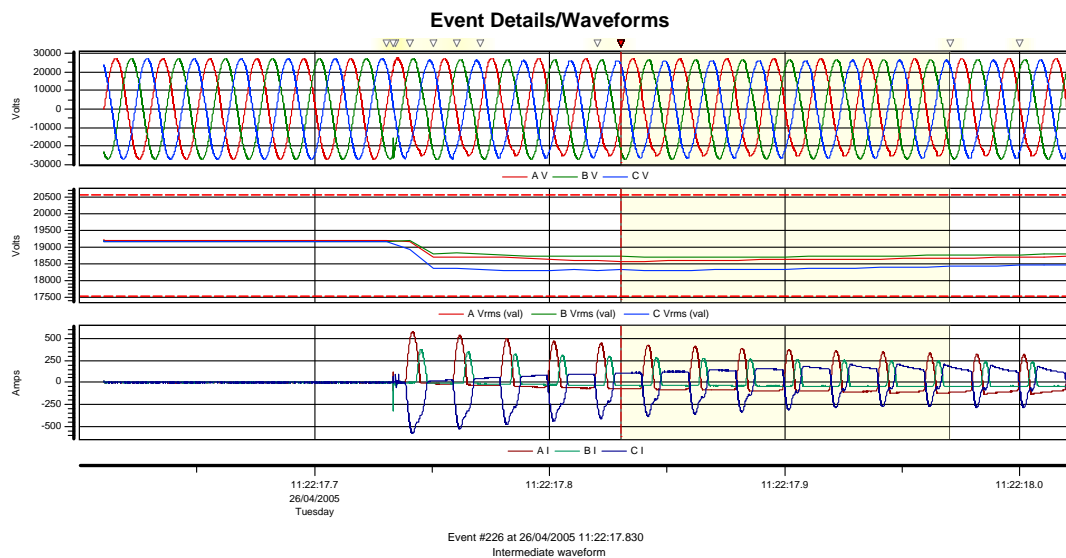 Event Details/Waveforms
30000
20000
10000
0
-10000
-20000
-30000
Volts
A V B V C V
20500
19500
19000
18500
18000
17500
Volts
A Vrms (val) B Vrms (val) C Vrms (val)
500
250
0
-250
-500
Amps
A I B I C I
11:22:17.7 11:22:17.8 11:22:17.9 11:22:18.0
26/04/2005
Tuesday
Event #226 at 26/04/2005 11:22:17.830
Intermediate waveform